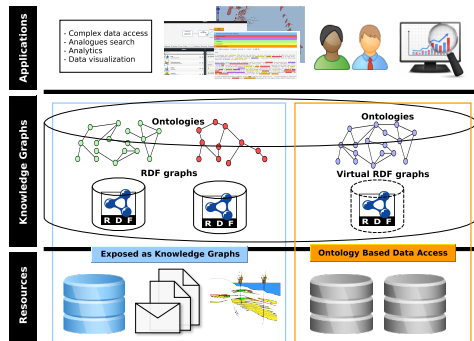 Applications
- Complex data access
- Analogues search
- Analytics
- Data visualization
Knowledge Graphs
Ontologies
Ontologies
RDF graphs
Virtual RDF graphs
R D F
R D F
R D F
Exposed as Knowledge Graphs
Ontology Based Data Access
Resources